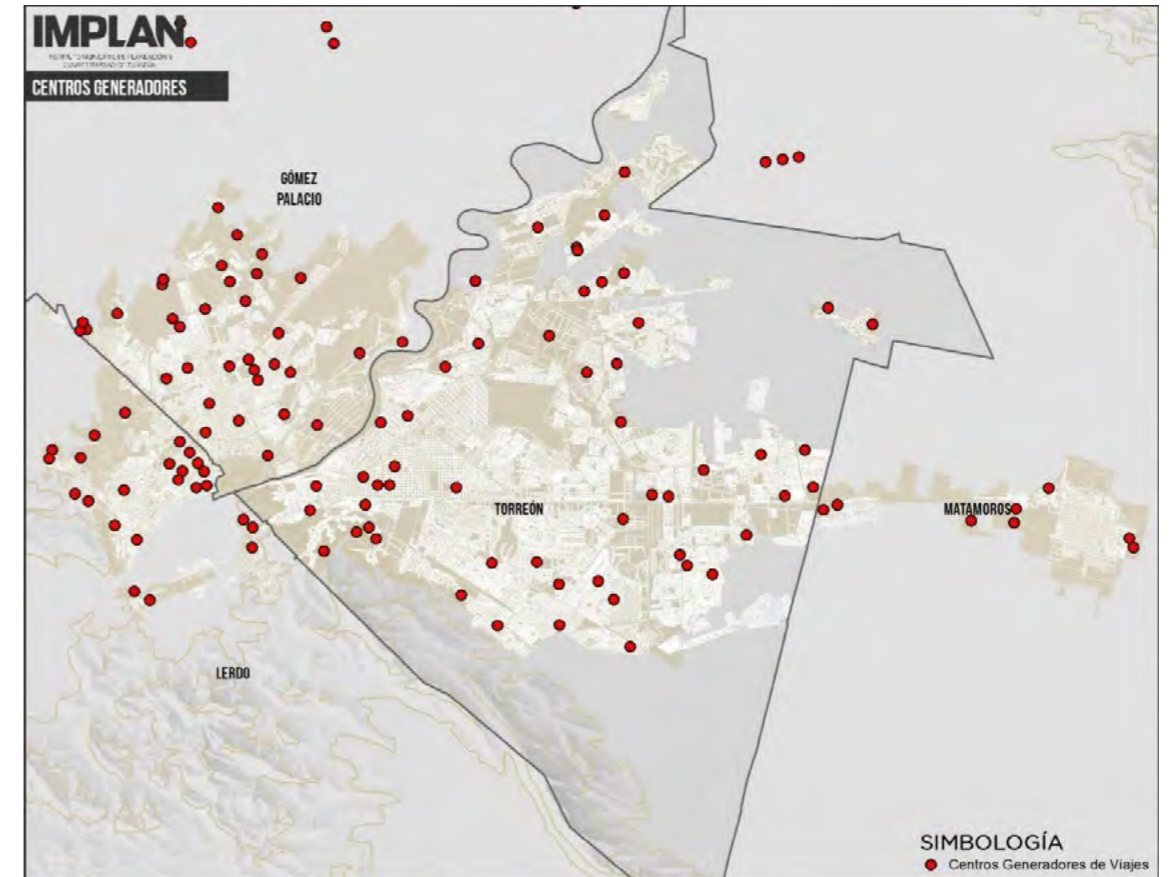 IMPLAN.
CENTROS GENERADORES
GÓMEZ
PALACIO
TORREÓN
MATAMOROS
LERDO
SIMBOLOGÍA
Centros Generadores de Viajes